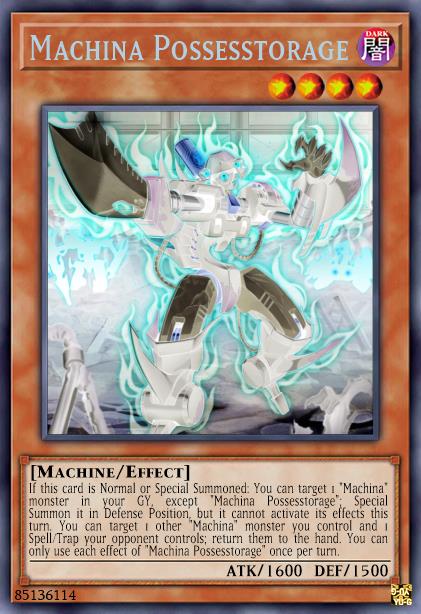 MACHINA POSSESSTORAGE
DARK
闇
[MACHINE/EFFECT]
If this card is Normal or Special Summoned: You can target 1 "Machina"
monster in your GY, except "Machina Possesstorage"; Special
Summon it in Defense Position, but it cannot activate its effects this
turn. You can target 1 other "Machina" monster you control and 1
Spell/Trap your opponent controls; return them to the hand. You can
only use each effect of "Machina Possesstorage" once per turn.
ATK/1600 DEF/1500
85136114